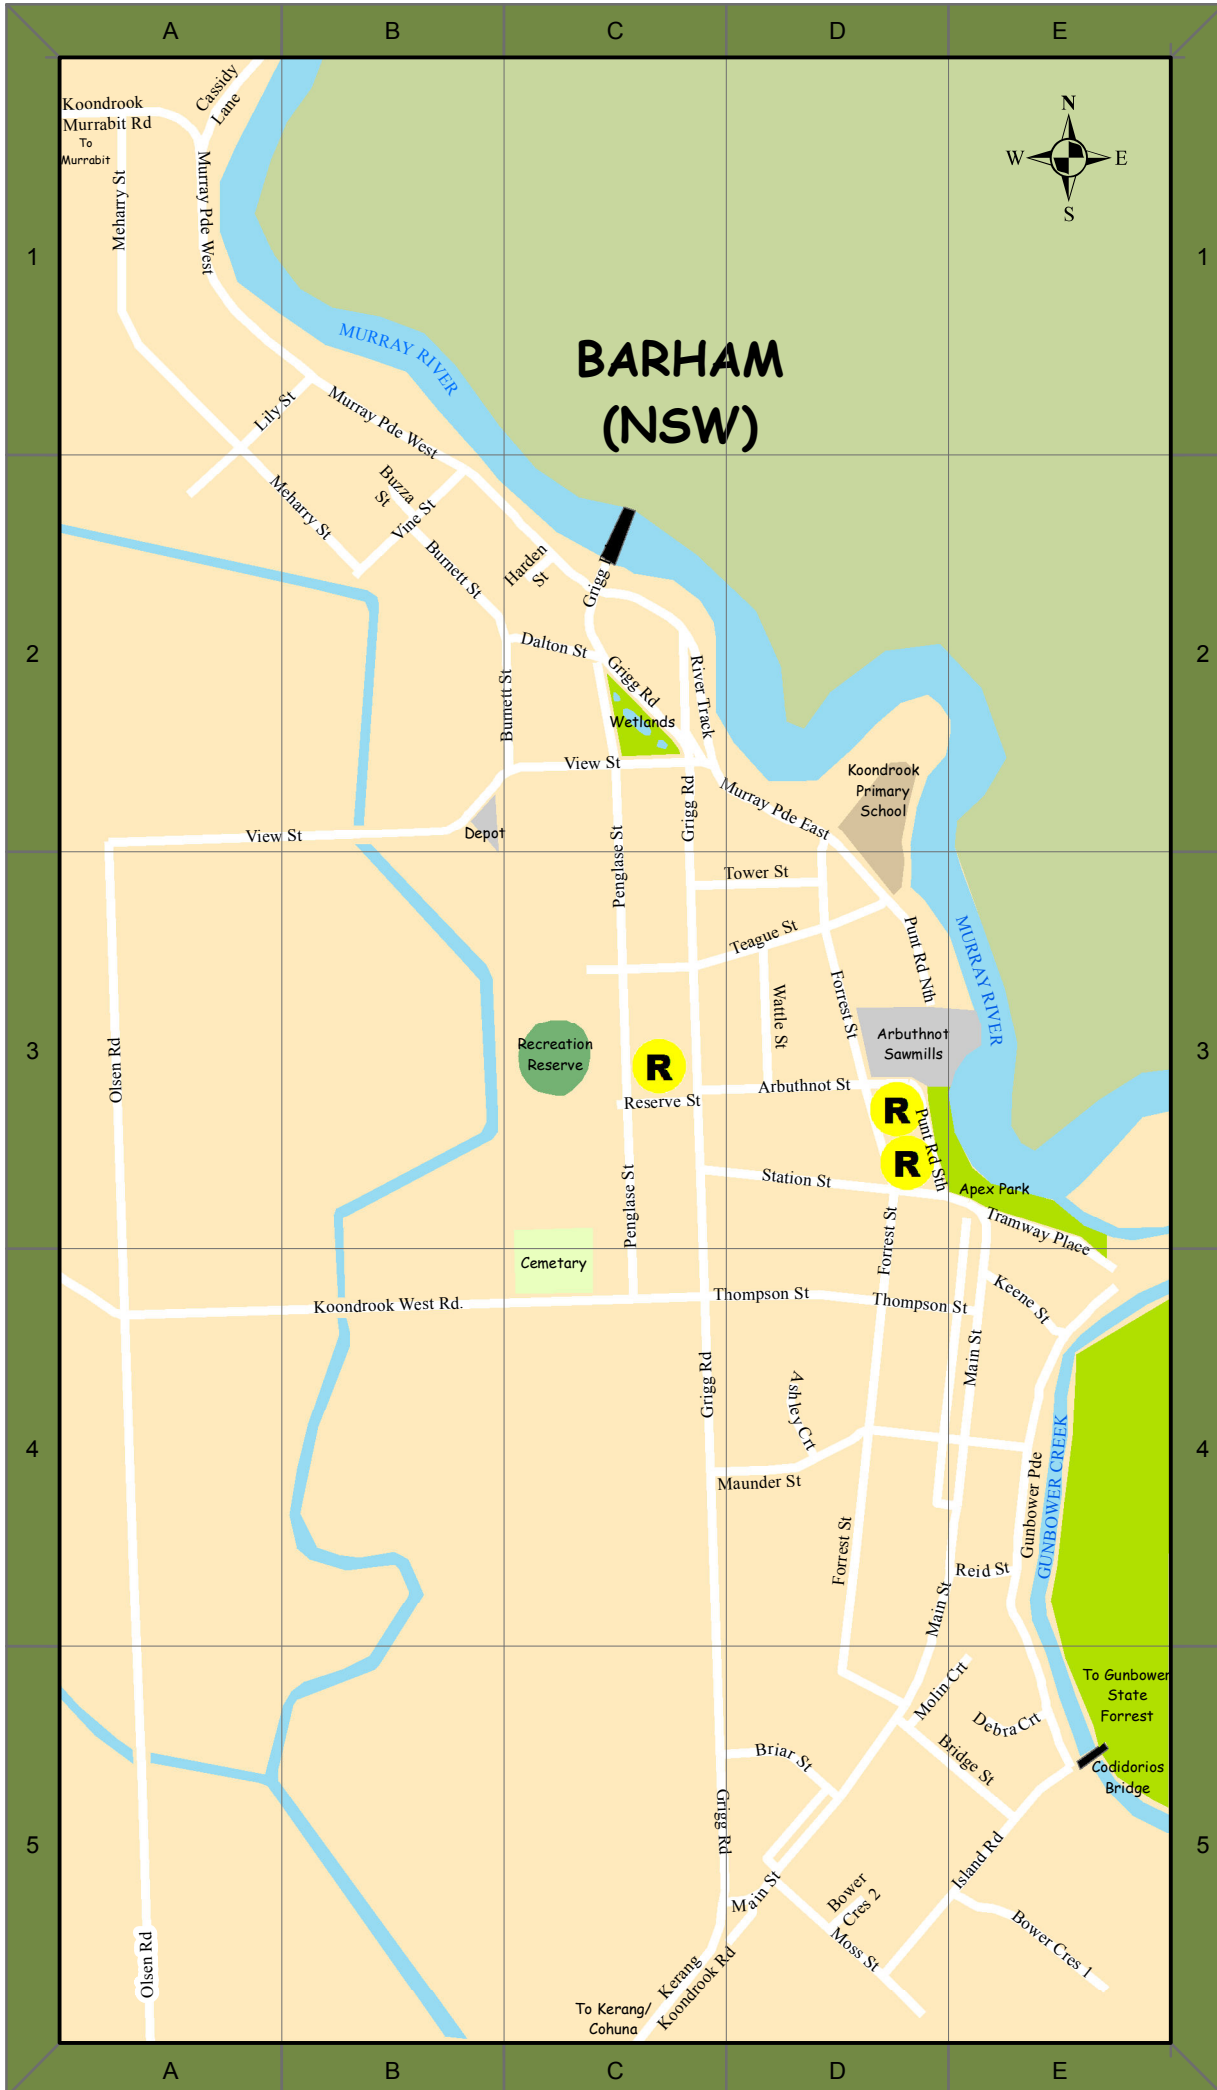 A B C D E
Koondrook
Murrabit Rd
To
Murrabit
Cassidy
Lane
N
W E
S
Meharry St
Murray Pde West
1 1
MURRAY RIVER
BARHAM
(NSW)
Lily St
Murray Pde West
Buzza
St
Vine St
Meharry St
Burnett St
Harden
St
Grigg
2 2
Dalton St
Grigg Rd
River Track
Burnett St
Wetlands
View St
Koondrook
Primary
School
Murray Pde East
Grigg Rd
View St
Depot
Penglase St
Tower St
Teague St
Punt Rd Nth
MURRAY RIVER
Forrest St
Wattle St
Arbuthnot
Sawmills
3 3
Olsen Rd
Recreation
Reserve
R
Arbuthnot St
Reserve St
R
Punt Rd Sth
R
Station St
Apex Park
Penglase St
Tramway Place
Forrest St
Cemetary
Koondrook West Rd.
Thompson St
Thompson St
Keene St
Main St
Grigg Rd
Ashley Crt
4 4
Maunder St
Gunbower Pde
GUNBOWER CREEK
Forrest St
Reid St
Main St
Molin Crt
To Gunbower
State
Forrest
Debra Crt
Bridge St
Briar St
Codidorios
Bridge
Grigg Rd
5 5
Island Rd
Main St
Bower
Cres 2
Moss St
Bower Cres 1
Olsen Rd
Kerang
Koondrook Rd
To Kerang/
Cohuna
A B C D E